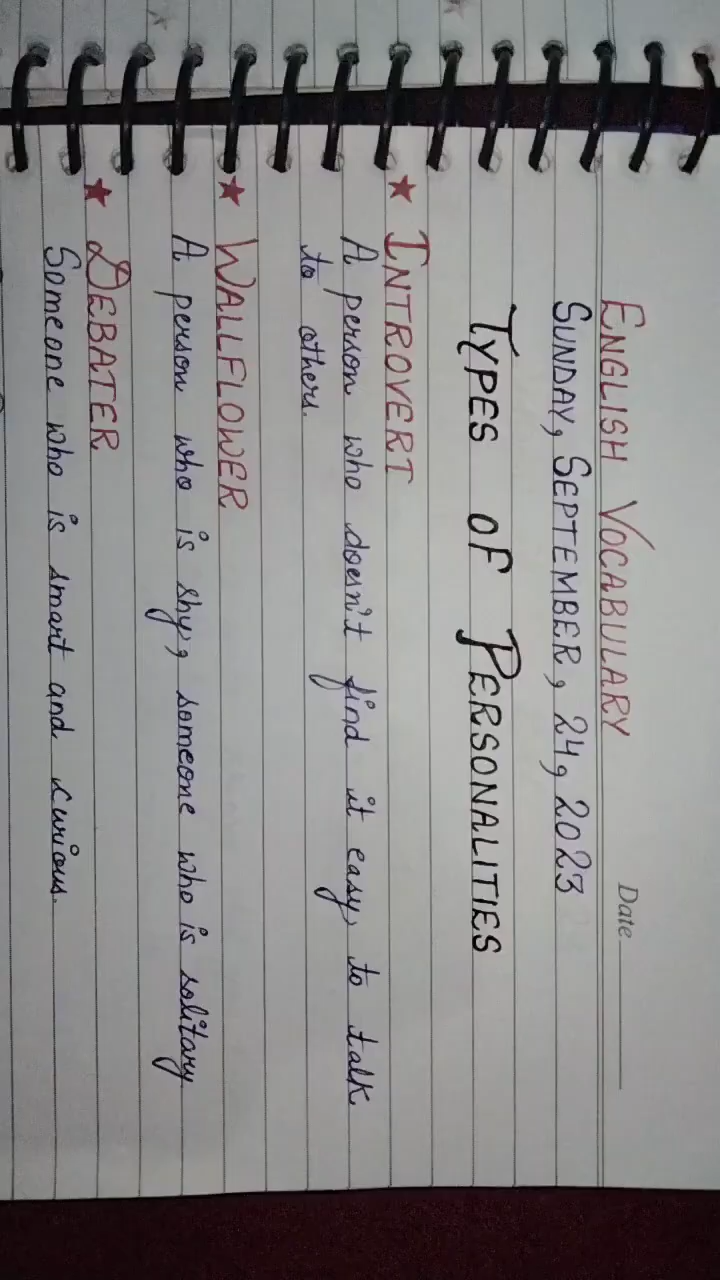 Date
ENGLISH VOCABULARY
SUNDAY, SEPTEMBER, 24, 2023
TYPES OF PERSONALITIES
★ INTROVERT
A person who doesn't find it easy, to talk
to others.
★ WALLFLOWER
A person who is shy, someone who is solitary
★ DEBATER
Someone who is smart and curious.